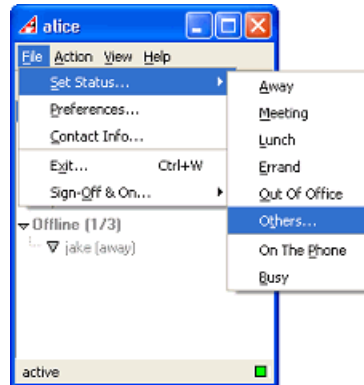 alice
File Action View Help
Set Status...
Preferences...
Contact Info...
Exit... Ctrl+W
Sign-Off & On...
Away
Meeting
Lunch
Errand
Out Of Office
Others...
On The Phone
Busy
Offline (1/3)
jake (away)
active